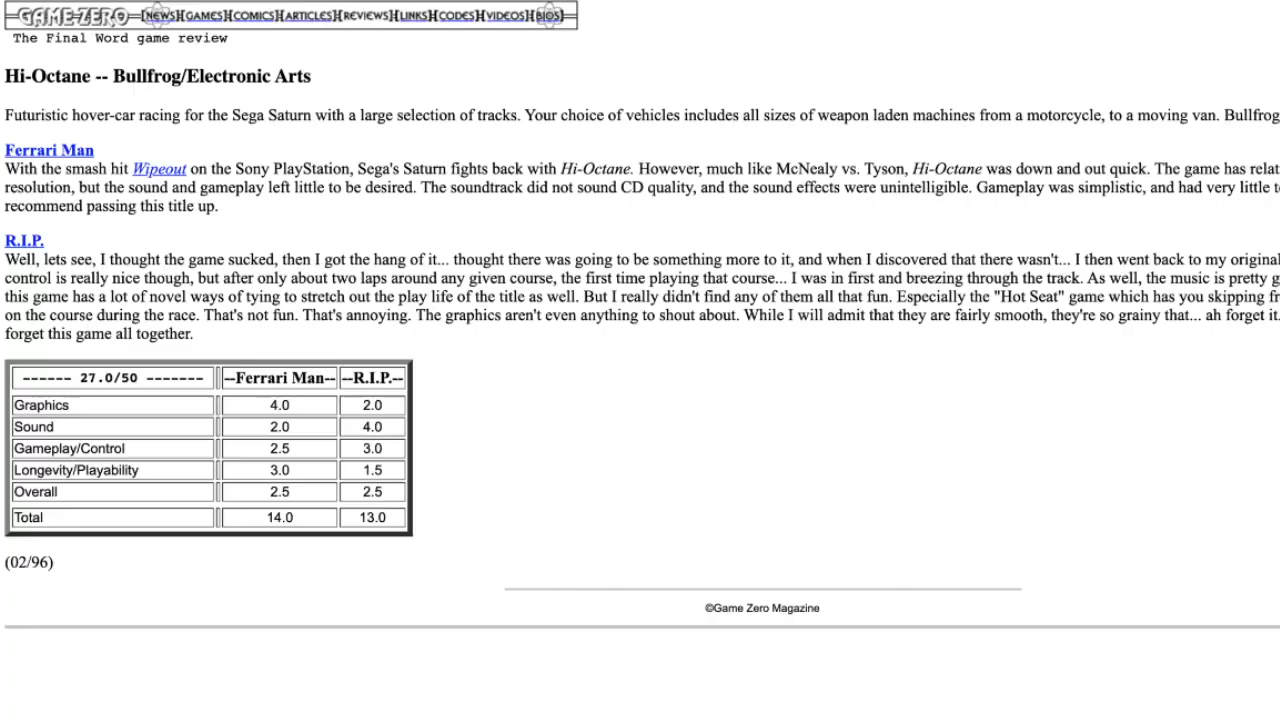 GAME-ZERO [NEWS][GAMES][COMICS][ARTICLES][REVIEWS][LINKS][CODES][VIDEOS][BIOS]
The Final Word game review
Hi-Octane -- Bullfrog/Electronic Arts
Futuristic hover-car racing for the Sega Saturn with a large selection of tracks. Your choice of vehicles includes all sizes of weapon laden machines from a motorcycle, to a moving van. Bullfrog
Ferrari Man
With the smash hit Wipeout on the Sony PlayStation, Sega's Saturn fights back with Hi-Octane. However, much like McNealy vs. Tyson, Hi-Octane was down and out quick. The game has relat
resolution, but the sound and gameplay left little to be desired. The soundtrack did not sound CD quality, and the sound effects were unintelligible. Gameplay was simplistic, and had very little t
recommend passing this title up.
R.I.P.
Well, lets see, I thought the game sucked, then I got the hang of it... thought there was going to be something more to it, and when I discovered that there wasn't... I then went back to my original
control is really nice though, but after only about two laps around any given course, the first time playing that course... I was in first and breezing through the track. As well, the music is pretty g
this game has a lot of novel ways of tying to stretch out the play life of the title as well. But I really didn't find any of them all that fun. Especially the "Hot Seat" game which has you skipping fr
on the course during the race. That's not fun. That's annoying. The graphics aren't even anything to shout about. While I will admit that they are fairly smooth, they're so grainy that... ah forget it.
forget this game all together.
------ 27.0/50 ------- --Ferrari Man-- --R.I.P.--
Graphics 4.0 2.0
Sound 2.0 4.0
Gameplay/Control 2.5 3.0
Longevity/Playability 3.0 1.5
Overall 2.5 2.5
Total 14.0 13.0
(02/96)
©Game Zero Magazine